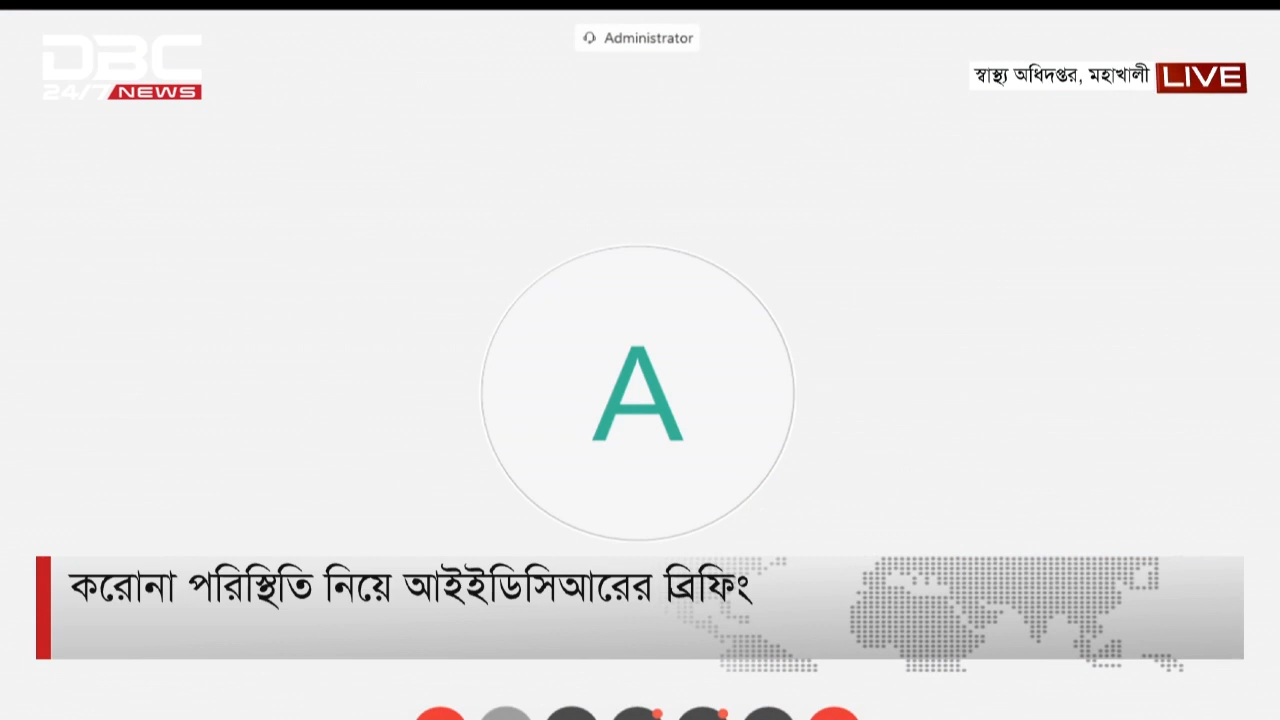 Administrator
DBC
24/7 NEWS
স্বাস্থ্য অধিদপ্তর, মহাখালী LIVE
A
করোনা পরিস্থিতি নিয়ে আইইডিসিআরের ব্রিফিং